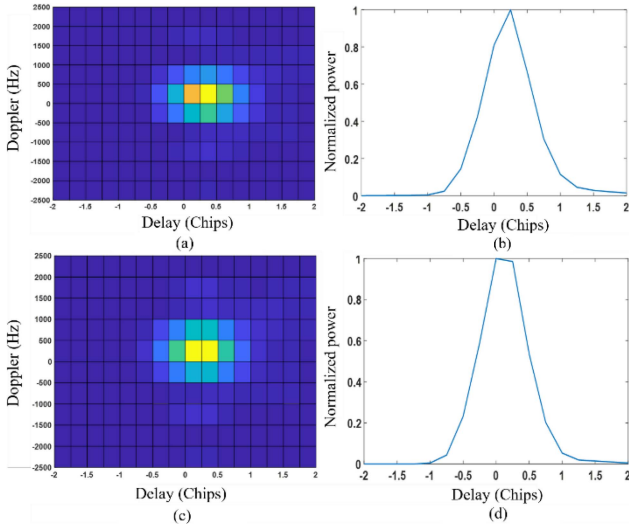 2500
2000
1500
1000
500
0
-500
-1000
-1500
-2000
-2500
Doppler (Hz)
-2 -1.5 -1 -0.5 0 0.5 1 1.5 2
Delay (Chips)
(a)
1
0.8
0.6
0.4
0.2
0
Normalized power
-2 -1.5 -1 -0.5 0 0.5 1 1.5 2
Delay (Chips)
(b)
2500
2000
1500
1000
500
0
-500
-1000
-1500
-2000
-2500
Doppler (Hz)
-2 -1.5 -1 -0.5 0 0.5 1 1.5 2
Delay (Chips)
(c)
1
0.8
0.6
0.4
0.2
0
Normalized power
-2 -1.5 -1 -0.5 0 0.5 1 1.5 2
Delay (Chips)
(d)